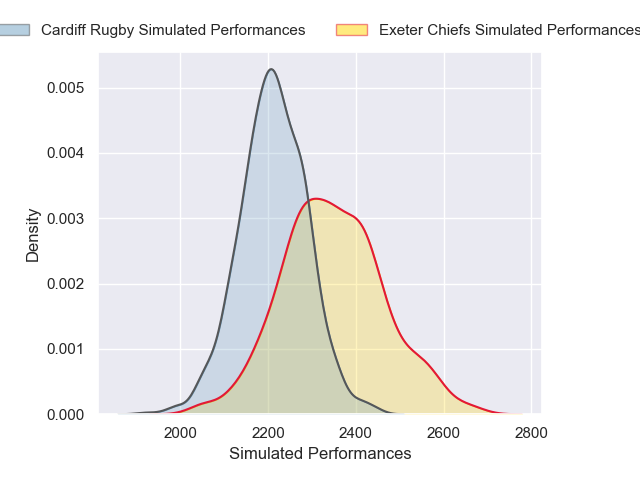 Cardiff Rugby Simulated Performances Exeter Chiefs Simulated Performances
0.005
0.004
0.003
0.002
0.001
0.000
Density
2000 2200 2400 2600 2800
Simulated Performances